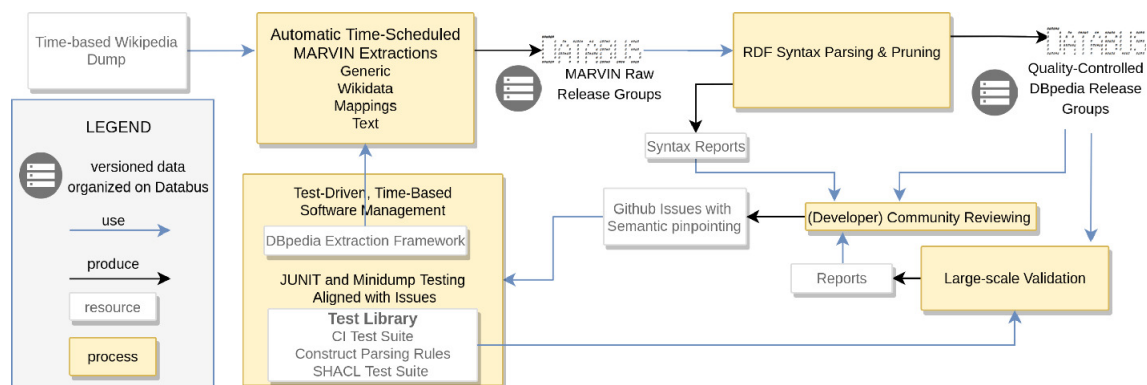 Time-based Wikipedia
Dump
Automatic Time-Scheduled
MARVIN Extractions
Generic
Wikidata
Mappings
Text
DATABUS
MARVIN Raw
Release Groups
RDF Syntax Parsing & Pruning
DATABUS
Quality-Controlled
DBpedia Release
Groups
LEGEND
versioned data
organized on Databus
use
produce
resource
process
Syntax Reports
Test-Driven, Time-Based
Software Management
DBpedia Extraction Framework
JUNIT and Minidump Testing
Aligned with Issues
Test Library
CI Test Suite
Construct Parsing Rules
SHACL Test Suite
Github Issues with
Semantic pinpointing
(Developer) Community Reviewing
Reports
Large-scale Validation